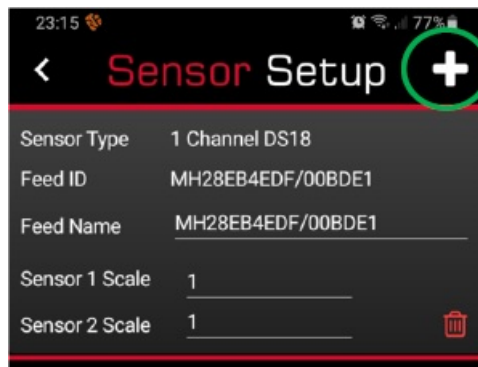 23:15 77%
Sensor Setup
Sensor Type 1 Channel DS18
Feed ID MH28EB4EDF/00BDE1
Feed Name MH28EB4EDF/00BDE1
Sensor 1 Scale 1
Sensor 2 Scale 1